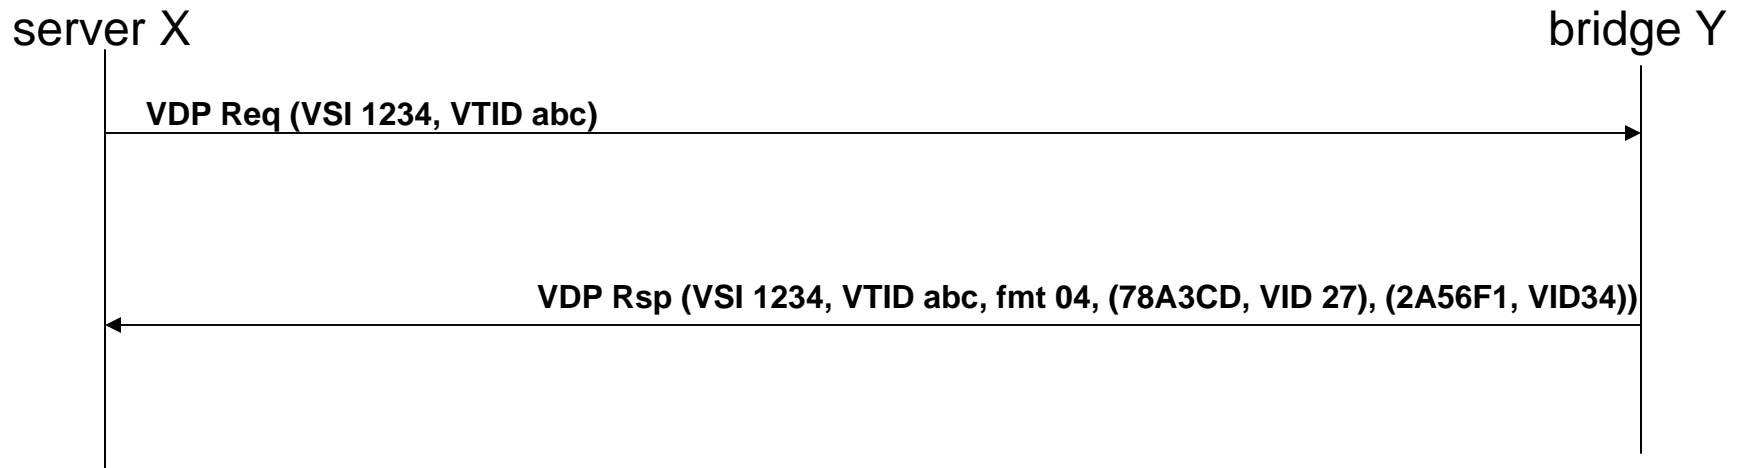 server X
bridge Y
VDP Req (VSI 1234, VTID abc)
VDP Rsp (VSI 1234, VTID abc, fmt 04, (78A3CD, VID 27), (2A56F1, VID34))